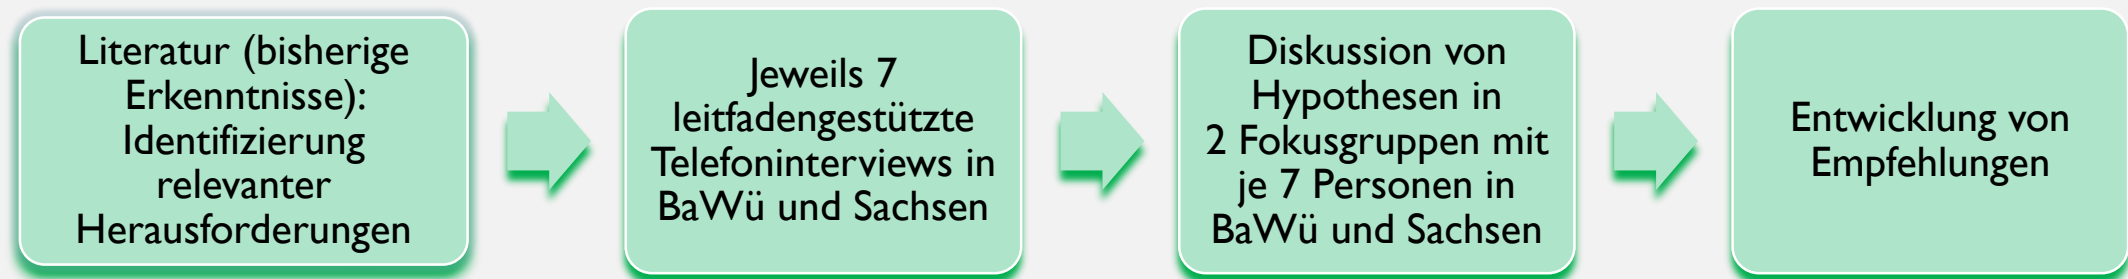 Literatur (bisherige
Erkenntnisse):
Identifizierung
relevanter
Herausforderungen
Jeweils 7
leitfadengestützte
Telefoninterviews in
BaWü und Sachsen
Diskussion von
Hypothesen in
2 Fokusgruppen mit
je 7 Personen in
BaWü und Sachsen
Entwicklung von
Empfehlungen